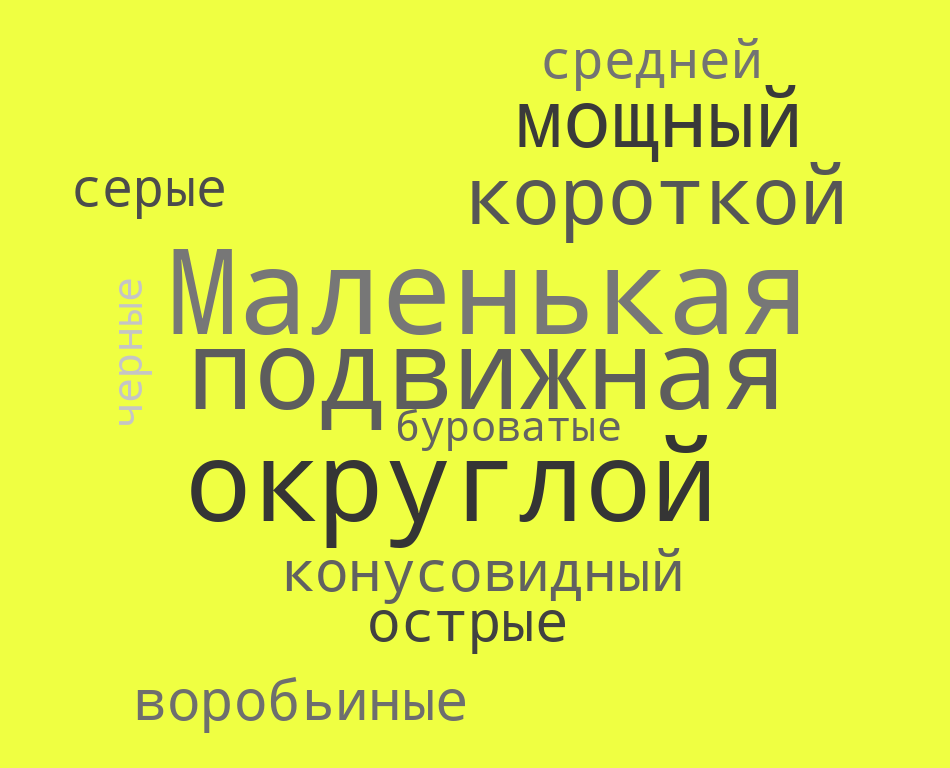 средней
мощный
короткой
серые
Маленькая
черные
подвижная
буроватые
округлой
конусовидный
острые
воробьиные